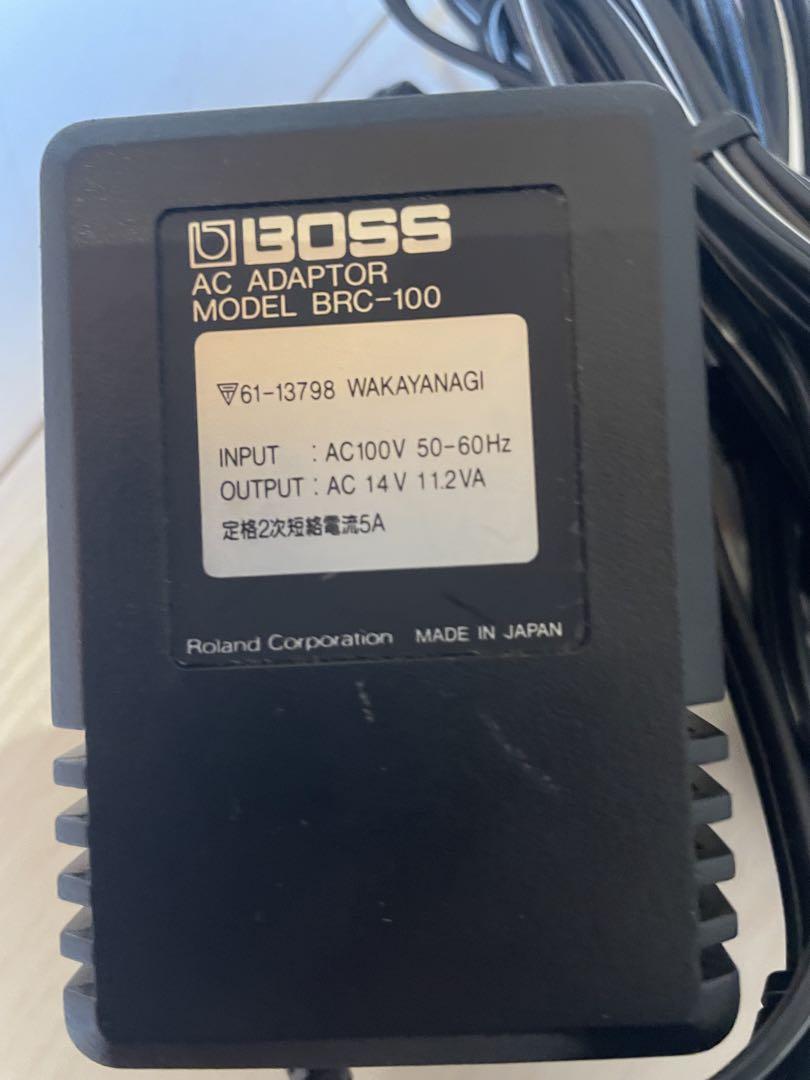 BOSS
AC ADAPTOR
MODEL BRC-100
61-13798 WAKAYANAGI
INPUT : AC100V 50-60Hz
OUTPUT : AC 14V 11.2VA
定格2次短絡電流5A
Roland Corporation MADE IN JAPAN